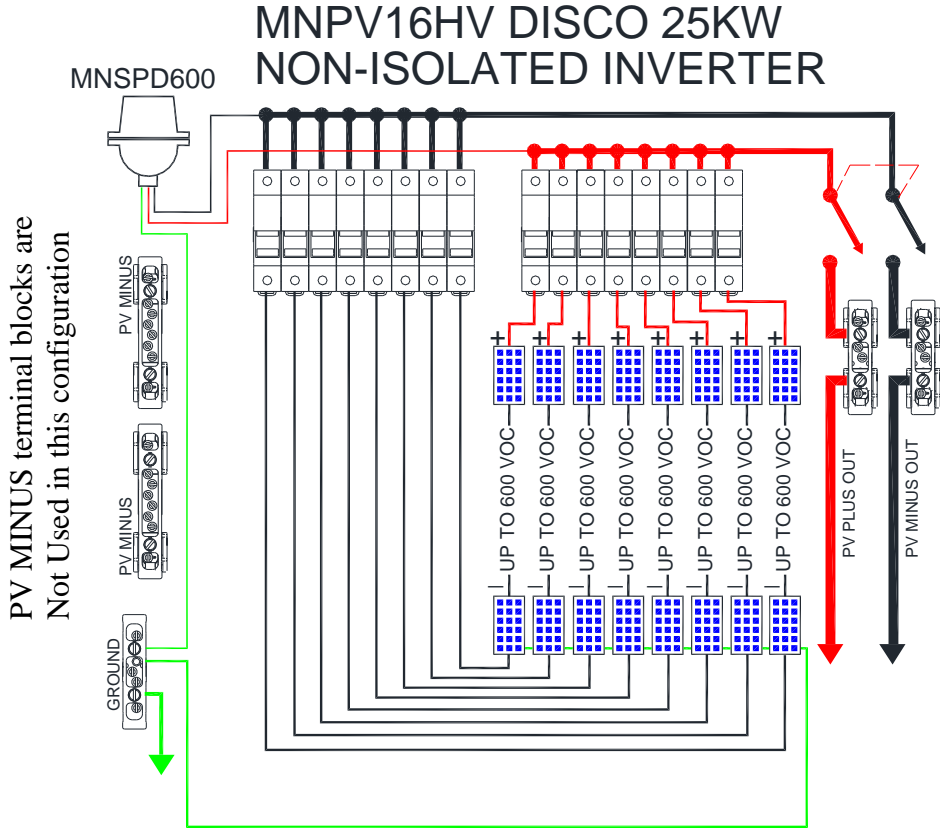 MNPV16HV DISCO 25KW
NON-ISOLATED INVERTER
MNSPD600
PV MINUS terminal blocks are
Not Used in this configuration
PV MINUS
PV MINUS
GROUND
+ + + + + + + +
UP TO 600 VOC
UP TO 600 VOC
UP TO 600 VOC
UP TO 600 VOC
UP TO 600 VOC
UP TO 600 VOC
UP TO 600 VOC
UP TO 600 VOC
– – – – – – – –
PV PLUS OUT
PV MINUS OUT